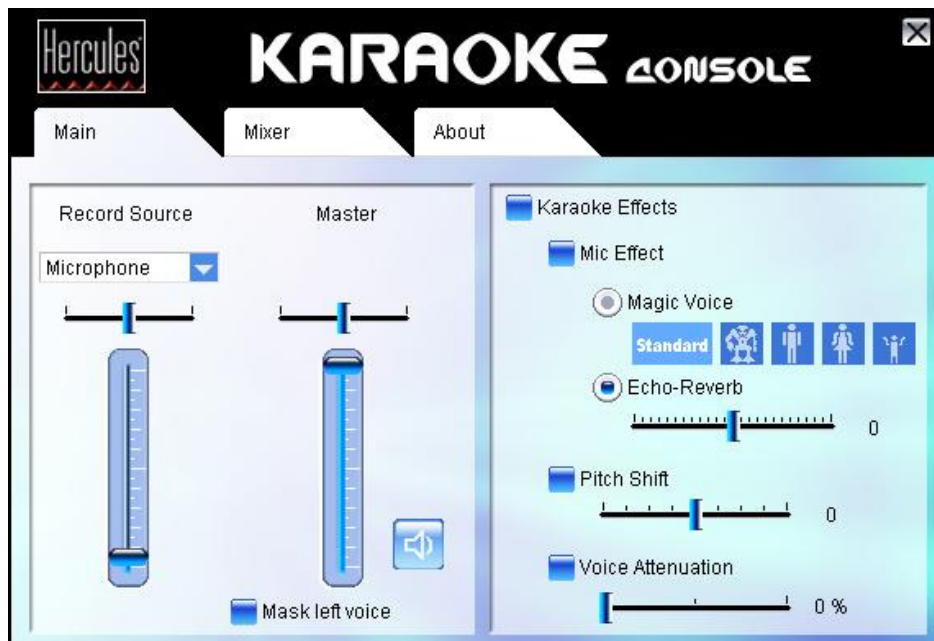 Hercules
KARAOKE CONSOLE
Main
Mixer
About
Record Source
Master
Microphone
Mask left voice
Karaoke Effects
Mic Effect
Magic Voice
Standard
Echo-Reverb
0
Pitch Shift
0
Voice Attenuation
0 %